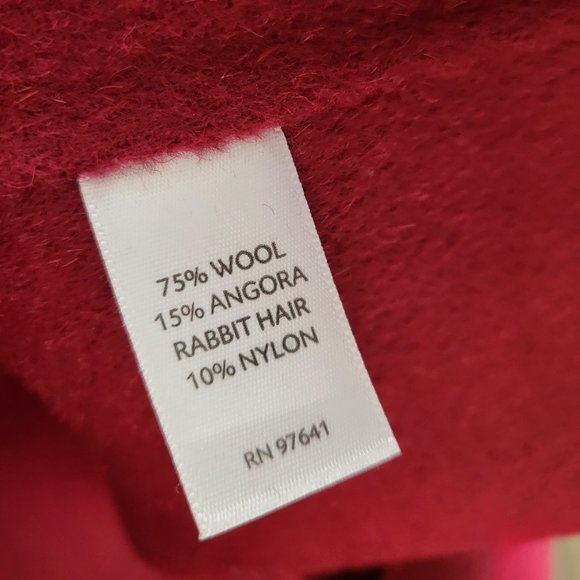 75% WOOL
15% ANGORA
RABBIT HAIR
10% NYLON
RN 97641